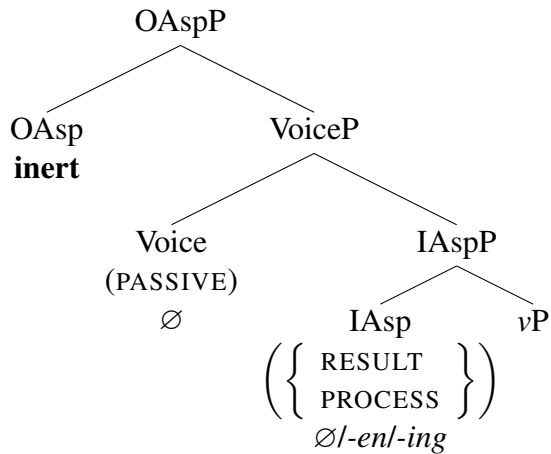 OAspP
OAsp VoiceP
inert
Voice IAspP
(PASSIVE)
∅ IAsp vP
({ RESULT
PROCESS })
∅/-en/-ing